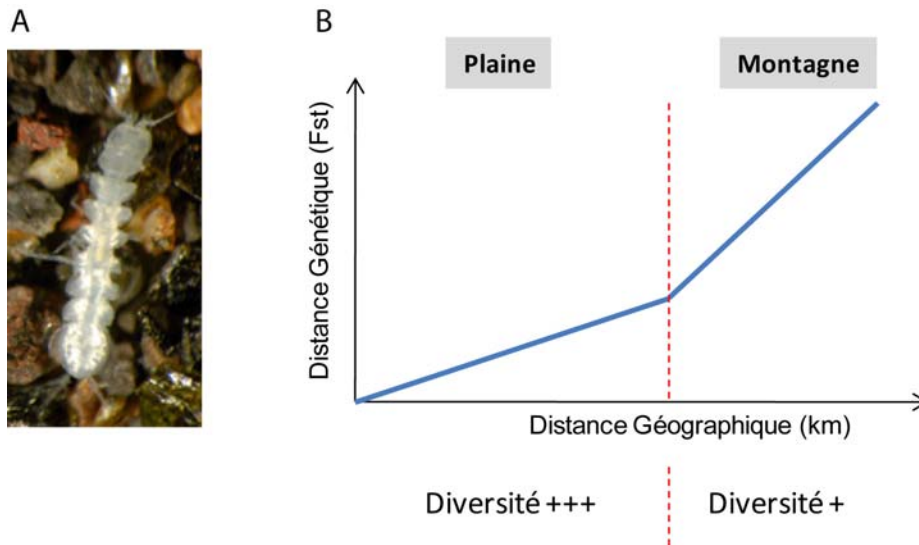 A
B
Plaine
Montagne
Distance Génétique (Fst)
Distance Géographique (km)
Diversité +++
Diversité +